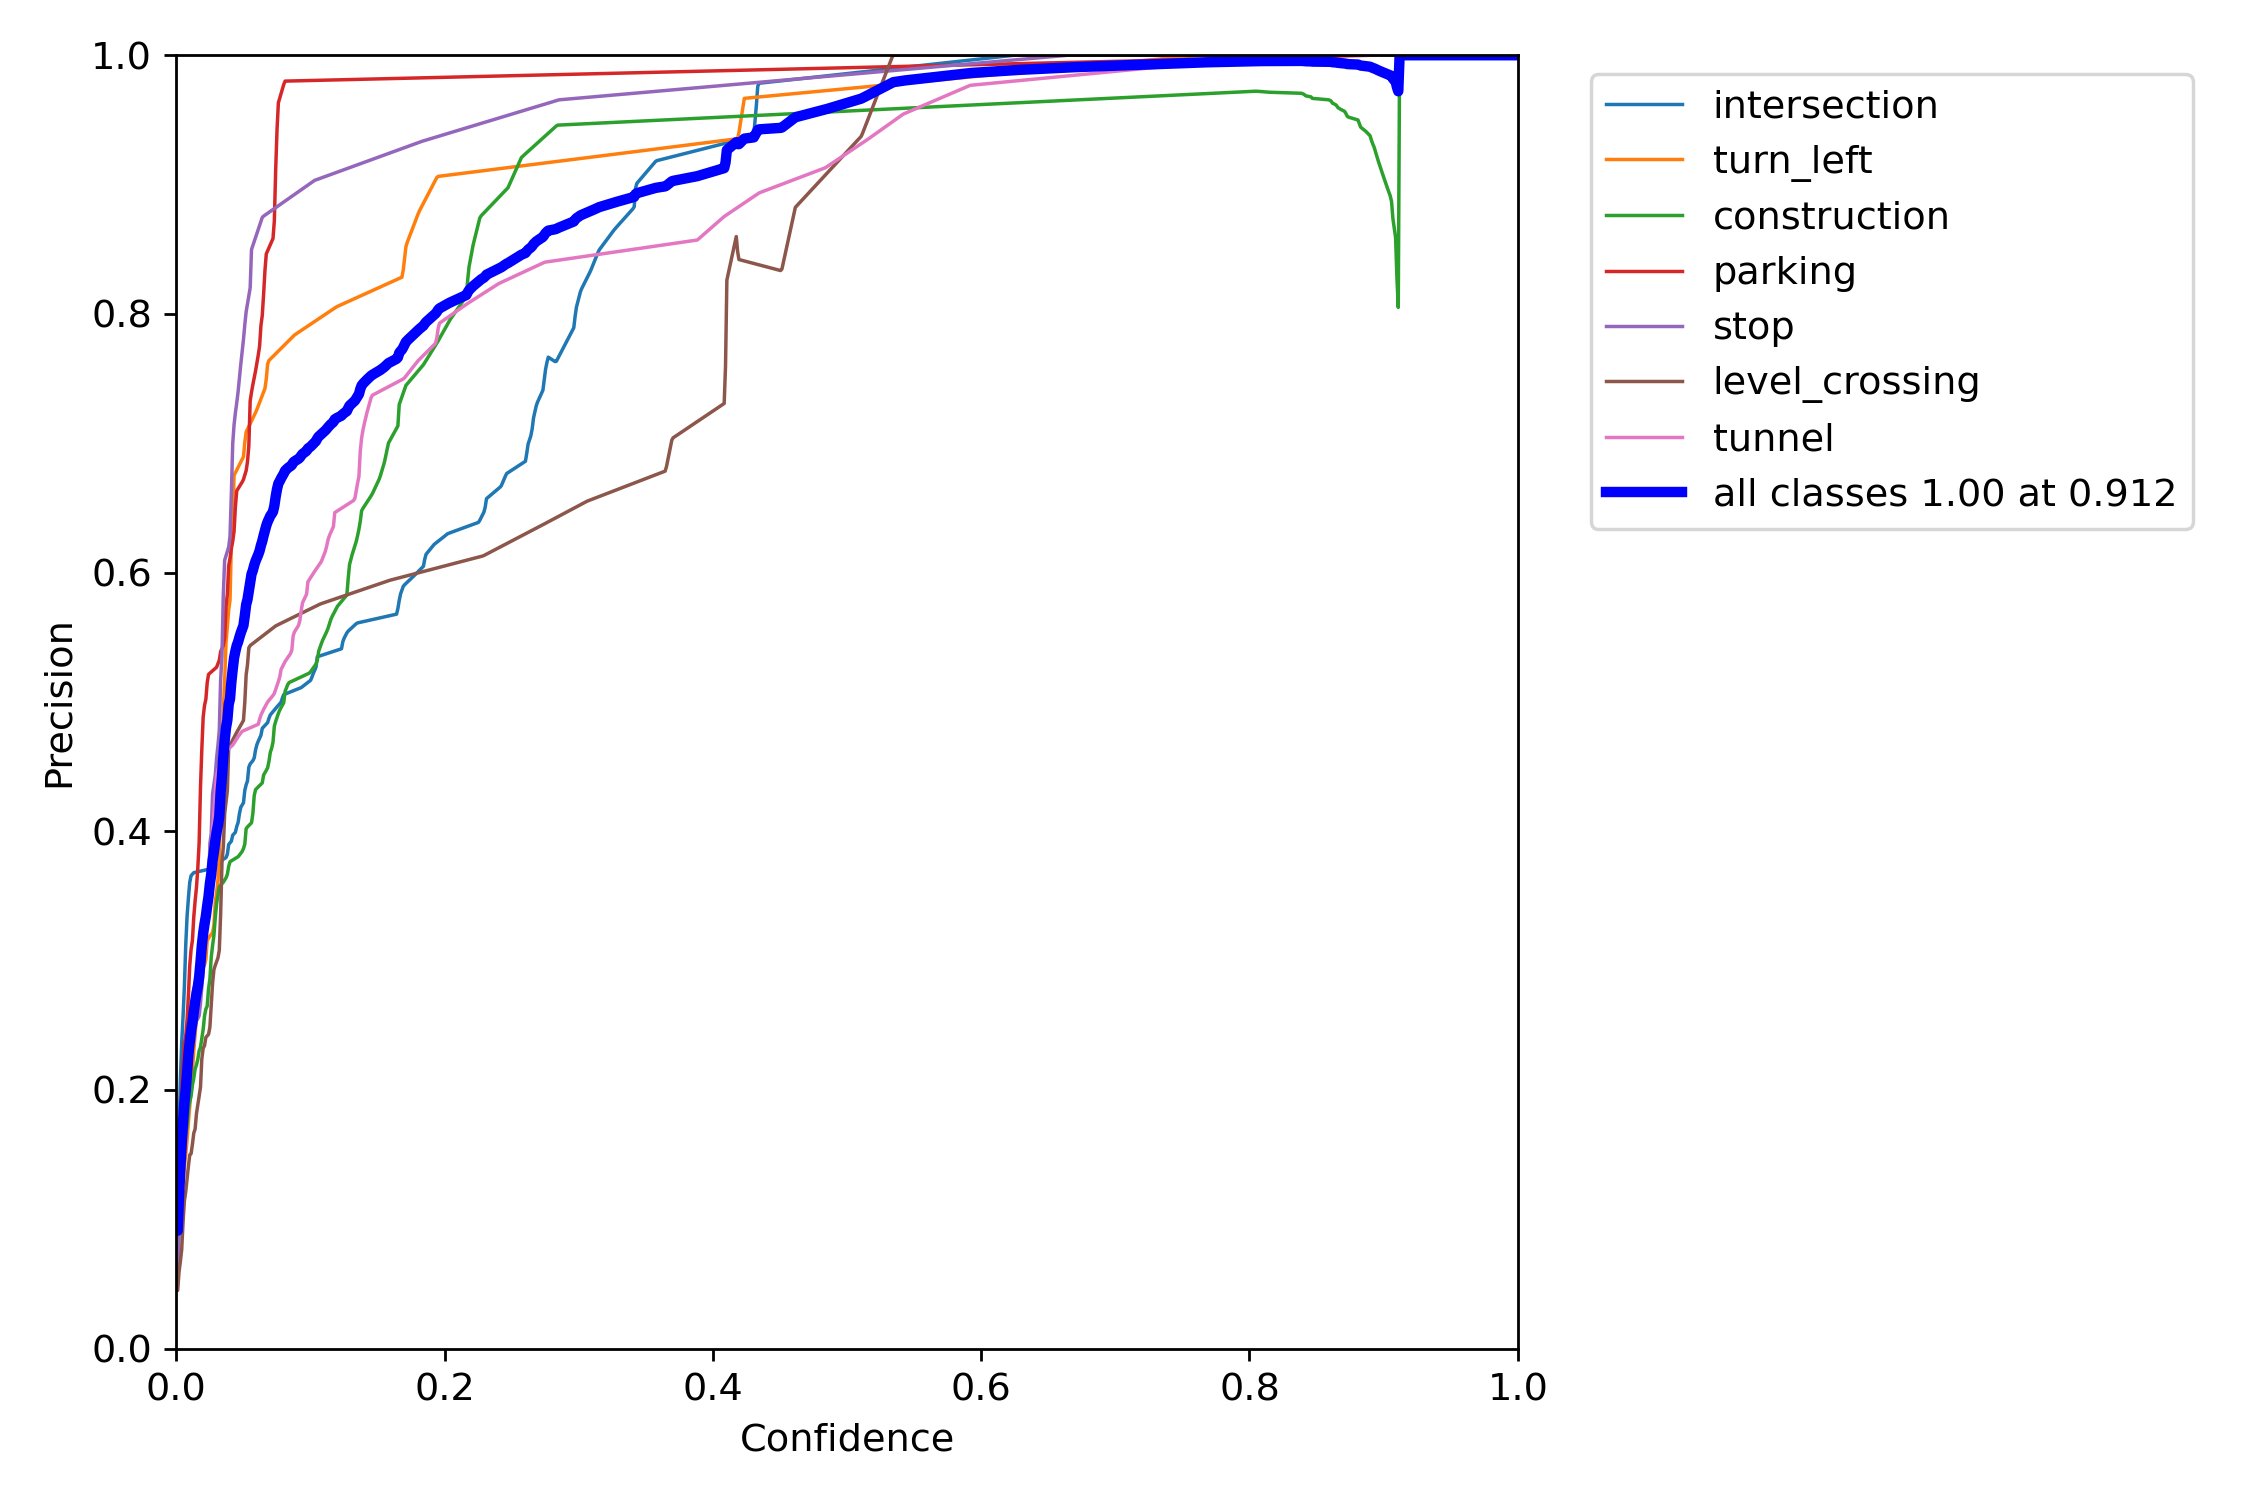 1.0
0.8
0.6
0.4
0.2
0.0
Precision
0.0 0.2 0.4 0.6 0.8 1.0
Confidence
intersection
turn_left
construction
parking
stop
level_crossing
tunnel
all classes 1.00 at 0.912